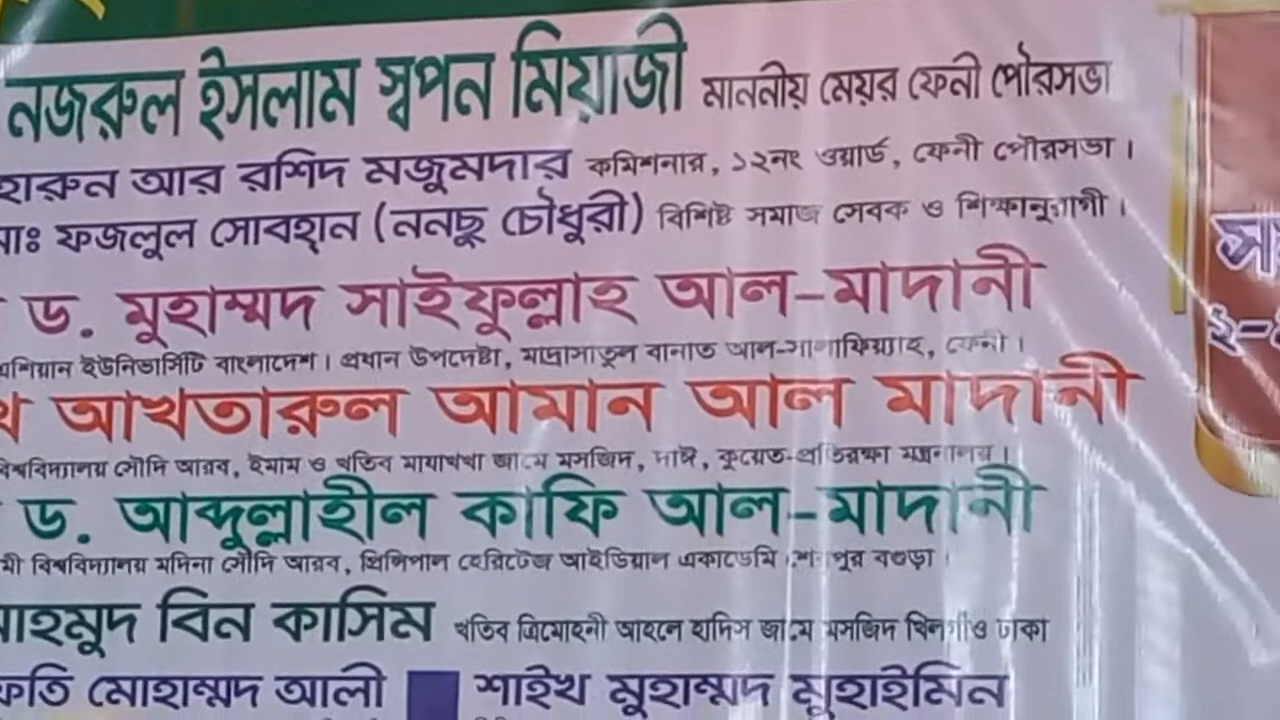 নজরুল ইসলাম স্বপন মিয়াজী মাননীয় মেয়র ফেনী পৌরসভা
হারুন আর রশিদ মজুমদার কমিশনার, ১২নং ওয়ার্ড, ফেনী পৌরসভা।
ফজলুল সোবহান (ননছু চৌধুরী) বিশিষ্ট সমাজ সেবক ও শিক্ষানুরাগী।
ড. মুহাম্মদ সাইফুল্লাহ আল-মাদানী
এশিয়ান ইউনিভার্সিটি বাংলাদেশ। প্রধান উপদেষ্টা, মাদ্রাসাতুল বানাত আল-সালাফিয়্যাহ, ফেনী।
আখতারুল আমান আল মাদানী
বিশ্ববিদ্যালয় সৌদি আরব, ইমাম ও খতিব জামে মসজিদ, দাঈ, কুয়েত-প্রতিরক্ষা মন্ত্রনালয়।
ড. আব্দুল্লাহীল কাফি আল-মাদানী
বিশ্ববিদ্যালয় মদিনা সৌদি আরব, প্রিন্সিপাল হেরিটেজ আইডিয়াল একাডেমি বগুড়া।
মাহমুদ বিন কাসিম খতিব ত্রিমোহনী আহলে হাদিস জামে মসজিদ খিলগাঁও ঢাকা
মোহাম্মদ আলী শাইখ মুহাম্মদ মুহাইমিন